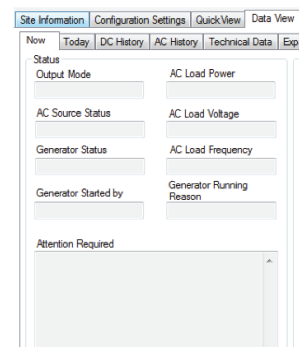 Site Information Configuration Settings Quick View Data View
Now Today DC History AC History Technical Data Exp
Status
Output Mode AC Load Power
AC Source Status AC Load Voltage
Generator Status AC Load Frequency
Generator Started by Generator Running Reason
Attention Required